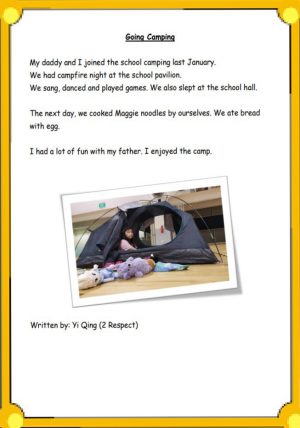 Going Camping
My daddy and I joined the school camping last January.
We had campfire night at the school pavilion.
We sang, danced and played games. We also slept at the school hall.
The next day, we cooked Maggie noodles by ourselves. We ate bread
with egg.
I had a lot of fun with my father. I enjoyed the camp.
Written by: Yi Qing (2 Respect)